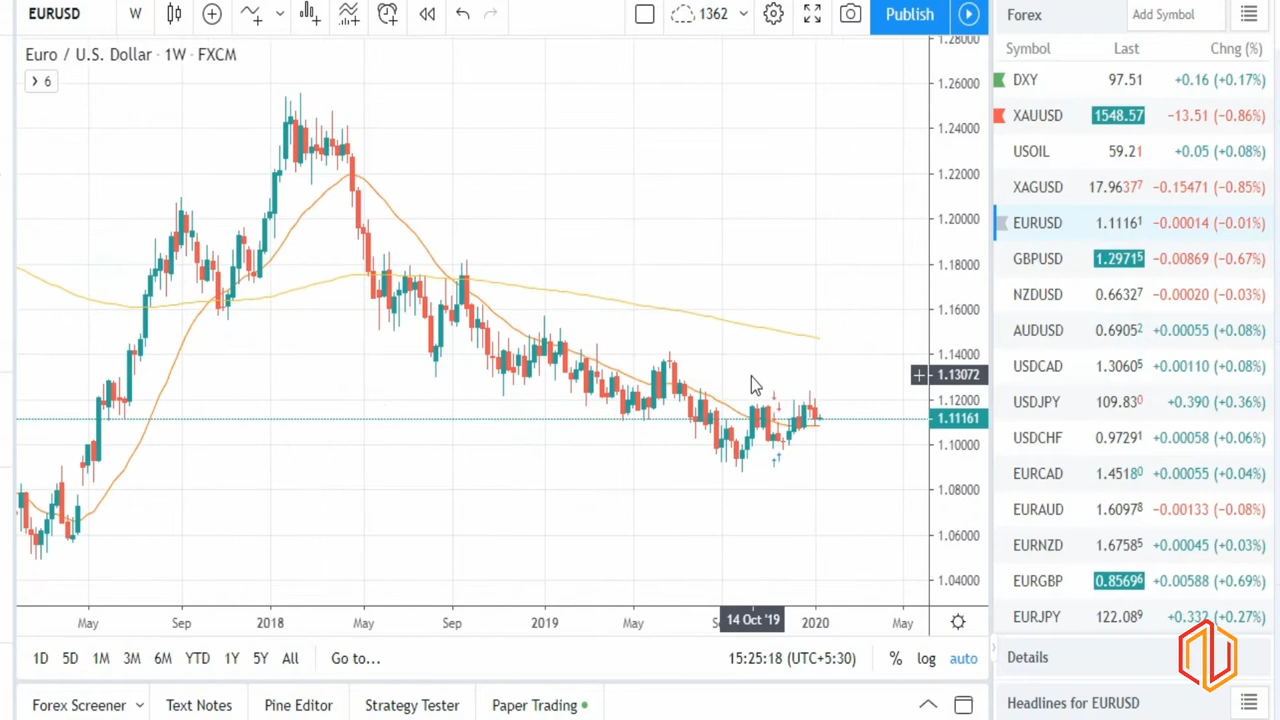 EURUSD W 1362 Publish
Euro / U.S. Dollar · 1W · FXCM
6
1.28000
1.26000
1.24000
1.22000
1.20000
1.18000
1.16000
1.14000
1.13072
1.12000
1.11161
1.10000
1.08000
1.06000
1.04000
May Sep 2018 May Sep 2019 May 14 Oct '19 2020 May
1D 5D 1M 3M 6M YTD 1Y 5Y All Go to... 15:25:18 (UTC+5:30) % log auto
Forex Screener Text Notes Pine Editor Strategy Tester Paper Trading
Forex Add Symbol
Symbol Last Chng (%)
DXY 97.51 +0.16 (+0.17%)
XAUUSD 1548.57 −13.51 (−0.86%)
USOIL 59.21 +0.05 (+0.08%)
XAGUSD 17.9637⁷ −0.15471 (−0.85%)
EURUSD 1.1116¹ −0.00014 (−0.01%)
GBPUSD 1.2971⁵ −0.00869 (−0.67%)
NZDUSD 0.6632⁷ −0.00020 (−0.03%)
AUDUSD 0.6905² +0.00055 (+0.08%)
USDCAD 1.3060⁵ +0.00110 (+0.08%)
USDJPY 109.83⁰ +0.390 (+0.36%)
USDCHF 0.9729¹ +0.00058 (+0.06%)
EURCAD 1.4518⁰ +0.00055 (+0.04%)
EURAUD 1.6097⁸ −0.00133 (−0.08%)
EURNZD 1.6758⁵ +0.00045 (+0.03%)
EURGBP 0.8569⁶ +0.00588 (+0.69%)
EURJPY 122.08⁹ +0.332 (+0.27%)
Details
Headlines for EURUSD